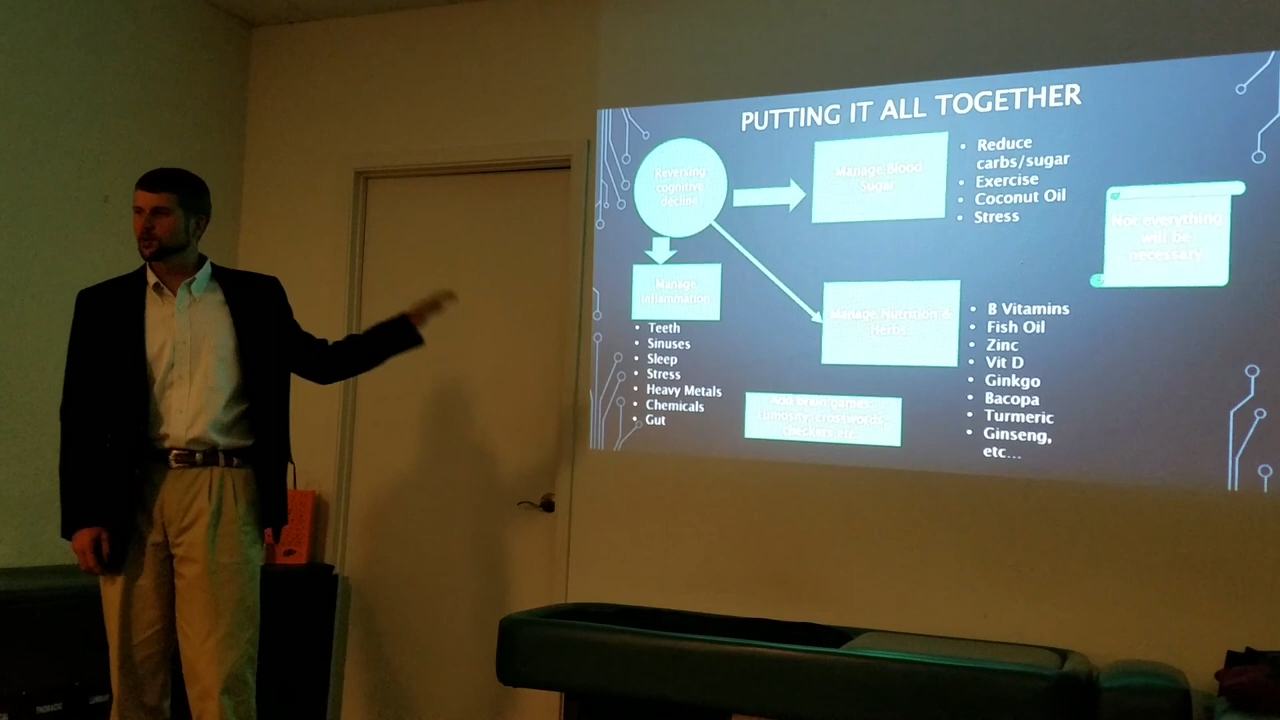 PUTTING IT ALL TOGETHER
Reversing
cognitive
decline
Manage Blood
Sugar
• Reduce
carbs/sugar
• Exercise
• Coconut Oil
• Stress
Not everything
will be
necessary
Manage
Inflammation
• Teeth
• Sinuses
• Sleep
• Stress
• Heavy Metals
• Chemicals
• Gut
Manage Nutrition &
Herbs
• B Vitamins
• Fish Oil
• Zinc
• Vit D
• Ginkgo
• Bacopa
• Turmeric
• Ginseng,
etc...
Add brain games:
Lumosity, crosswords,
checkers etc.
THORACIC
LUMBAR